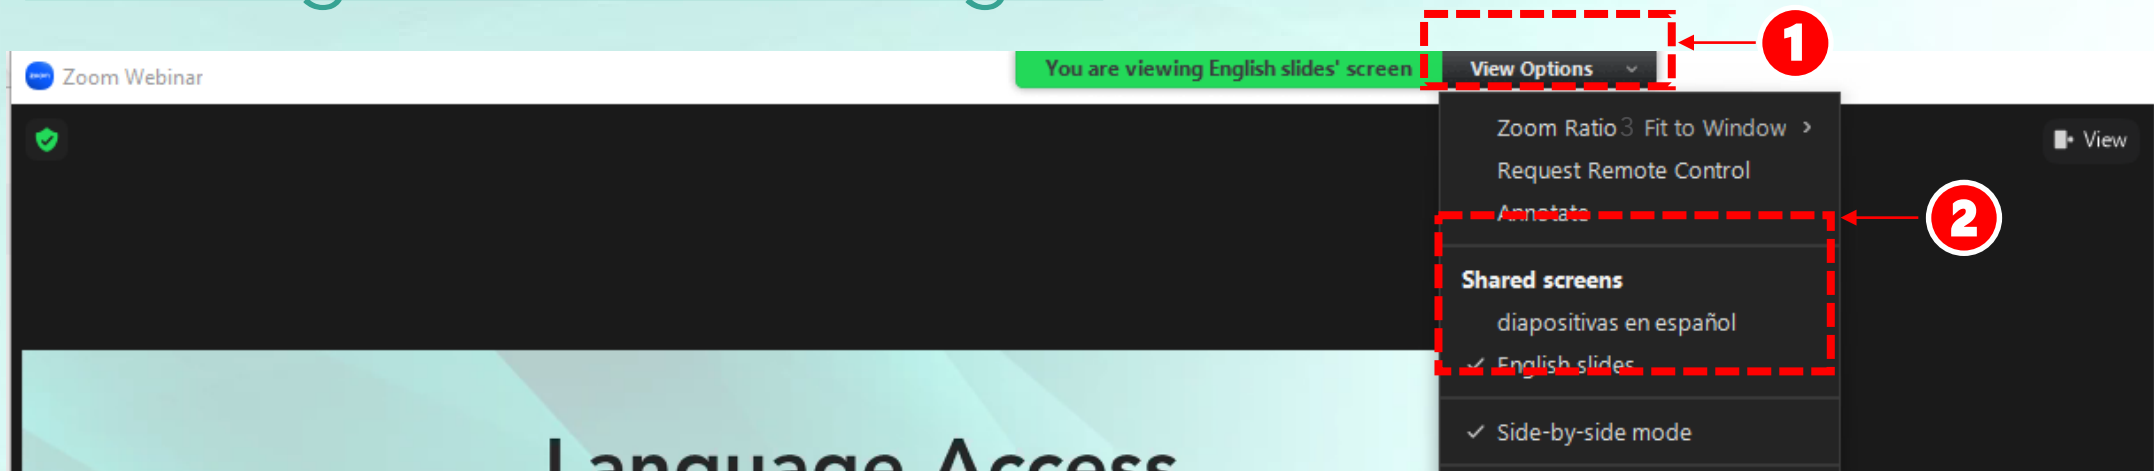 Zoom Webinar
You are viewing English slides' screen
View Options
1
Zoom Ratio 3 Fit to Window
Request Remote Control
Annotate
View
2
Shared screens
diapositivas en español
English slides
Side-by-side mode
Language Access